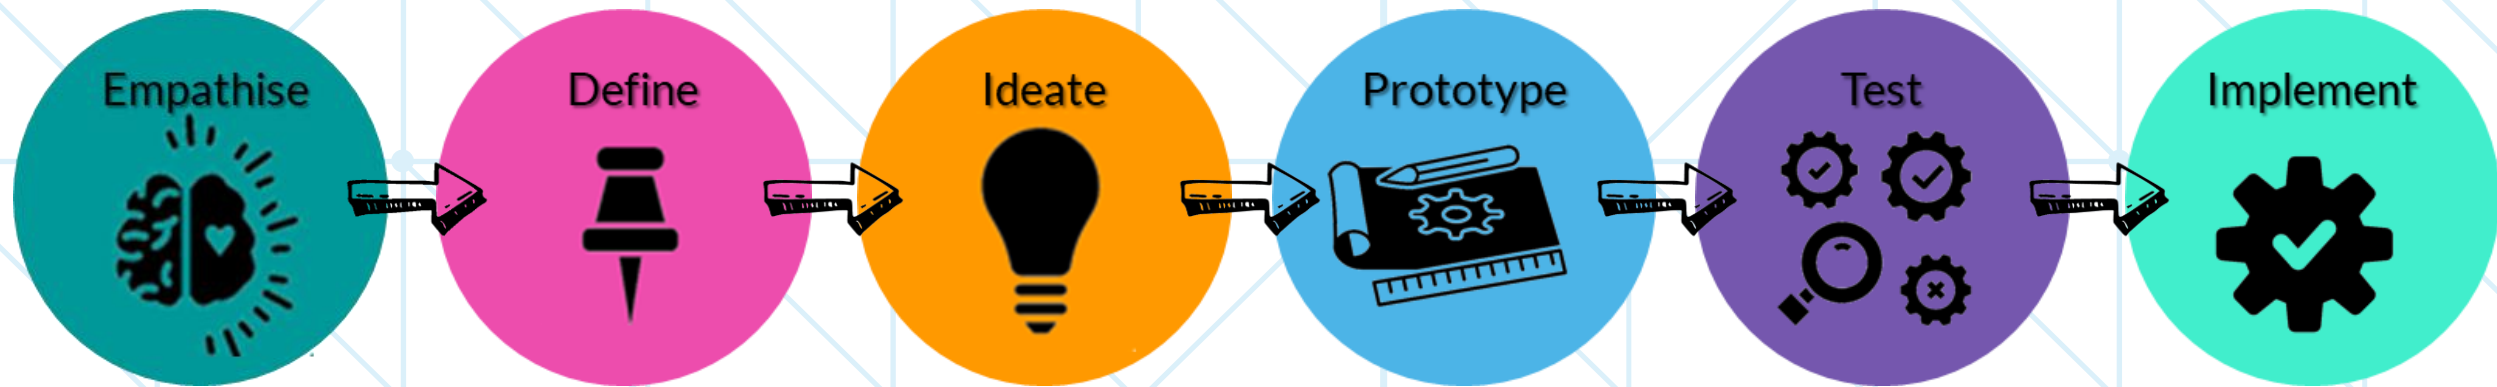 Empathise
Define
Ideate
Prototype
Test
Implement